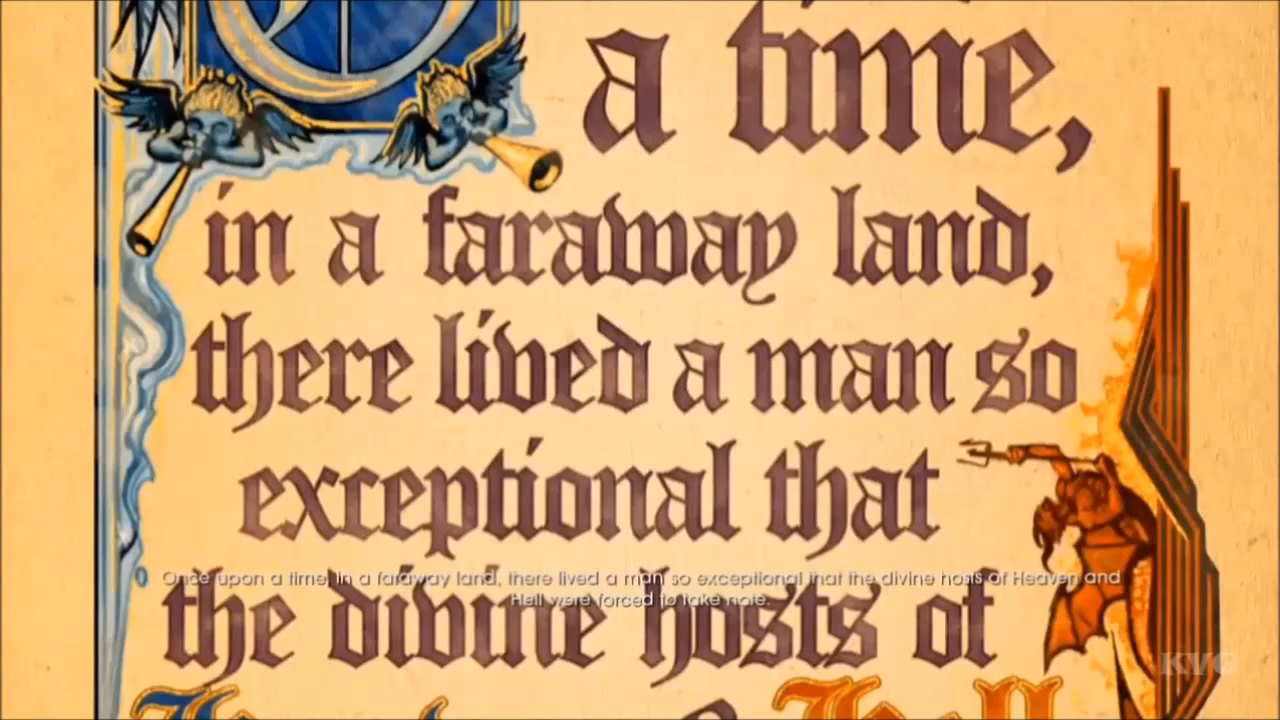 a time,
in a faraway land,
there lived a man so
exceptional that
the divine hosts of
Once upon a time, in a faraway land, there lived a man so exceptional that the divine hosts of Heaven and
Hell were forced to take note.
Hell
KVG